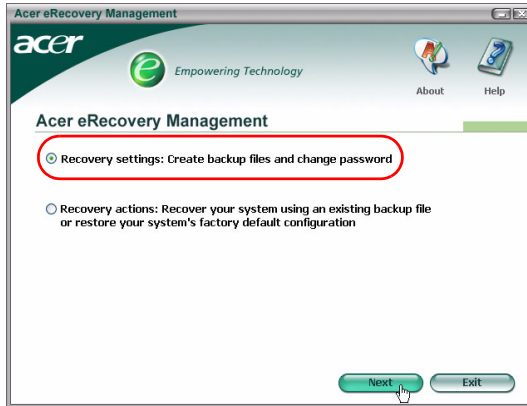 Acer eRecovery Management
acer
e
Empowering Technology
About
Help
Acer eRecovery Management
Recovery settings: Create backup files and change password
Recovery actions: Recover your system using an existing backup file
or restore your system's factory default configuration
Next
Exit